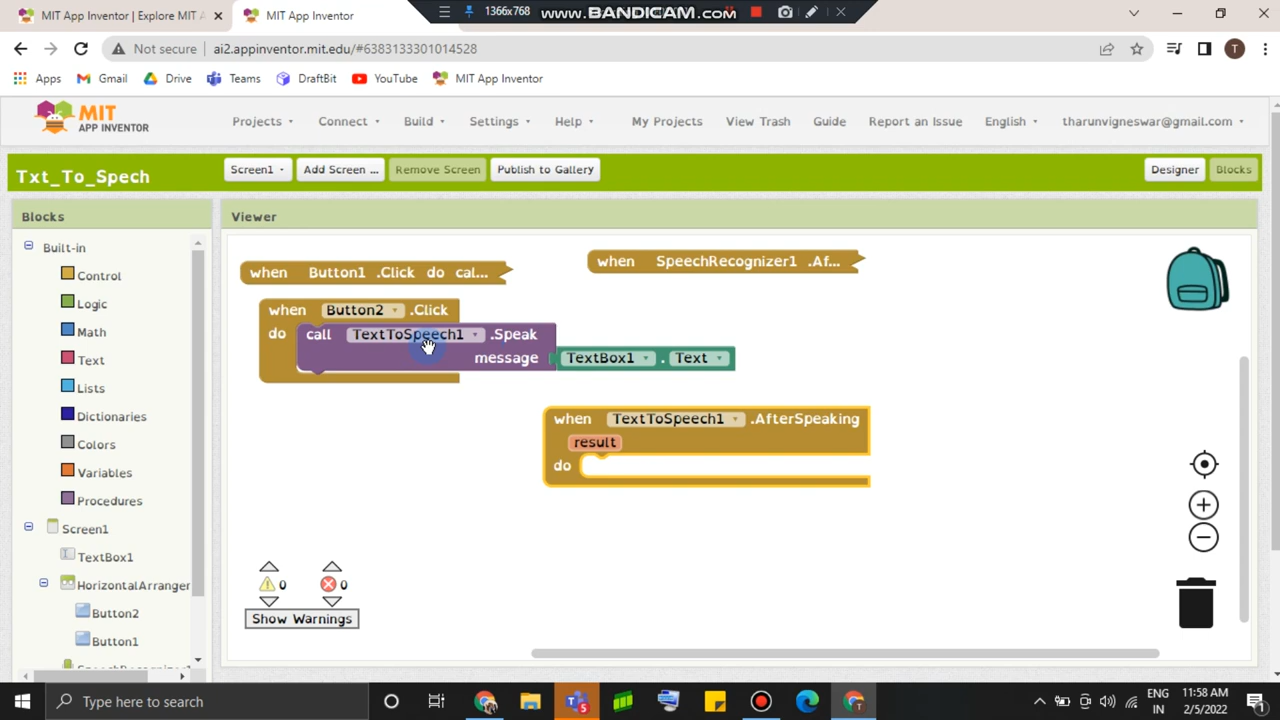 MIT App Inventor | Explore MIT A
MIT App Inventor
1366x768
www.BANDICAM.com
Not secure
ai2.appinventor.mit.edu/#6383133301014528
T
Apps
Gmail
Drive
Teams
DraftBit
YouTube
MIT App Inventor
MIT
APP INVENTOR
Projects
Connect
Build
Settings
Help
My Projects
View Trash
Guide
Report an Issue
English
tharunvigneswar@gmail.com
Txt_To_Spech
Screen1
Add Screen ...
Remove Screen
Publish to Gallery
Designer
Blocks
Blocks
Viewer
Built-in
Control
Logic
Math
Text
Lists
Dictionaries
Colors
Variables
Procedures
Screen1
TextBox1
HorizontalArranger
Button2
Button1
when Button1 .Click do cal...
when SpeechRecognizer1 .Af...
when Button2 .Click
do call TextToSpeech1 .Speak
message TextBox1 . Text
when TextToSpeech1 .AfterSpeaking
result
do
0 0
Show Warnings
Type here to search
ENG
IN
11:58 AM
2/5/2022